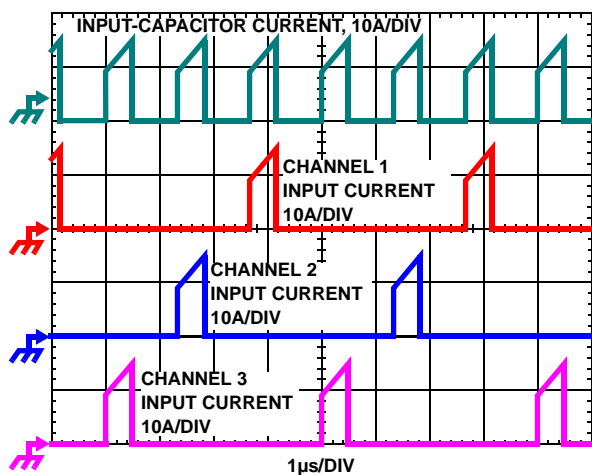 INPUT-CAPACITOR CURRENT, 10A/DIV
CHANNEL 1
INPUT CURRENT
10A/DIV
CHANNEL 2
INPUT CURRENT
10A/DIV
CHANNEL 3
INPUT CURRENT
10A/DIV
1µs/DIV